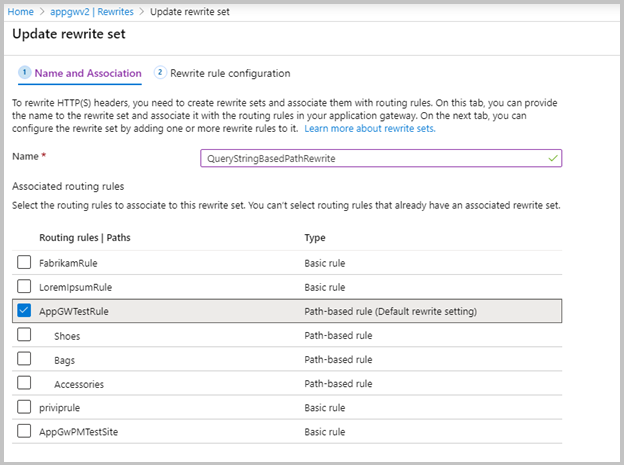 Home > appgwv2 | Rewrites > Update rewrite set
Update rewrite set
1 Name and Association 2 Rewrite rule configuration
To rewrite HTTP(S) headers, you need to create rewrite sets and associate them with routing rules. On this tab, you can provide
the name to the rewrite set and associate it with the routing rules in your application gateway. On the next tab, you can
configure the rewrite set by adding one or more rewrite rules to it. Learn more about rewrite sets.
Name * QueryStringBasedPathRewrite
Associated routing rules
Select the routing rules to associate to this rewrite set. You can't select routing rules that already have an associated rewrite set.
Routing rules | Paths Type
FabrikamRule Basic rule
LoremIpsumRule Basic rule
AppGWTestRule Path-based rule (Default rewrite setting)
Shoes Path-based rule
Bags Path-based rule
Accessories Path-based rule
priviprule Basic rule
AppGwPMTestSite Basic rule